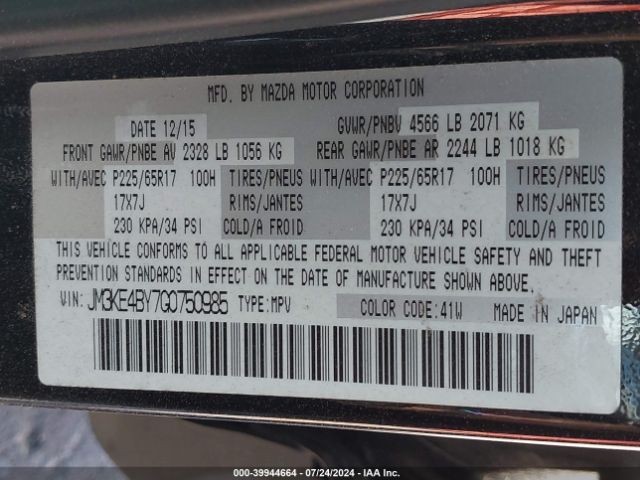 MFD. BY MAZDA MOTOR CORPORATION
DATE 12/15 GVWR/PNBV 4566 LB 2071 KG
FRONT GAWR/PNBE AV 2328 LB 1056 KG REAR GAWR/PNBE AR 2244 LB 1018 KG
WITH/AVEC P225/65R17 100H TIRES/PNEUS WITH/AVEC P225/65R17 100H TIRES/PNEUS
17X7J RIMS/JANTES 17X7J RIMS/JANTES
230 KPA/34 PSI COLD/A FROID 230 KPA/34 PSI COLD/A FROID
THIS VEHICLE CONFORMS TO ALL APPLICABLE FEDERAL MOTOR VEHICLE SAFETY AND THEFT
PREVENTION STANDARDS IN EFFECT ON THE DATE OF MANUFACTURE SHOWN ABOVE.
VIN: JM3KE4BY7G0750985 TYPE:MPV COLOR CODE:41W MADE IN JAPAN
000-39944664 | 07/24/2024 | IAA Inc.